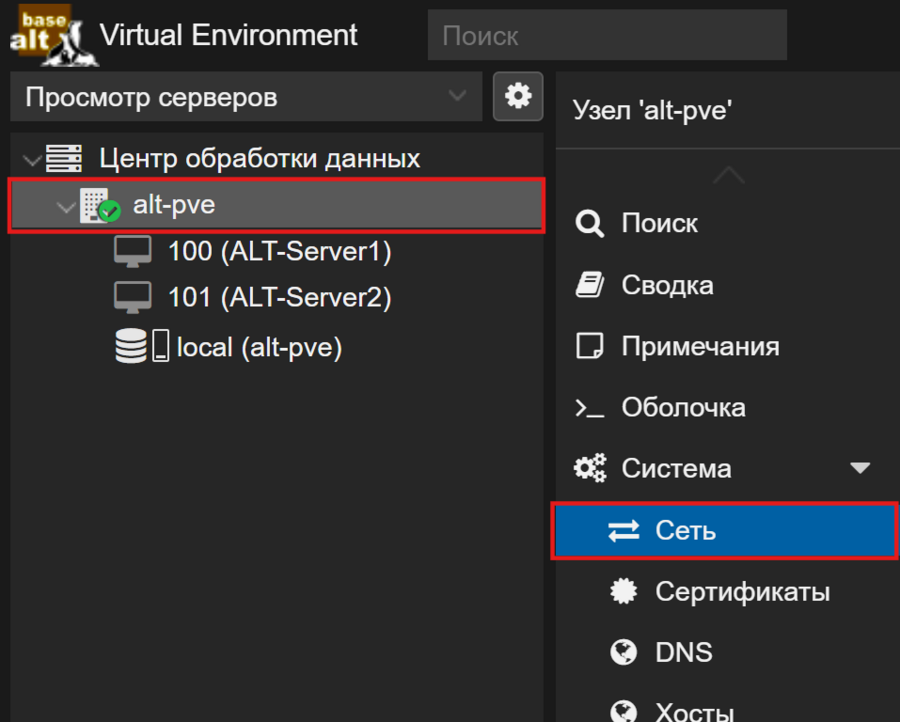 base
alt
Virtual Environment
Поиск
Просмотр серверов
Узел 'alt-pve'
Центр обработки данных
alt-pve
100 (ALT-Server1)
101 (ALT-Server2)
local (alt-pve)
Поиск
Сводка
Примечания
Оболочка
Система
Сеть
Сертификаты
DNS
Хосты